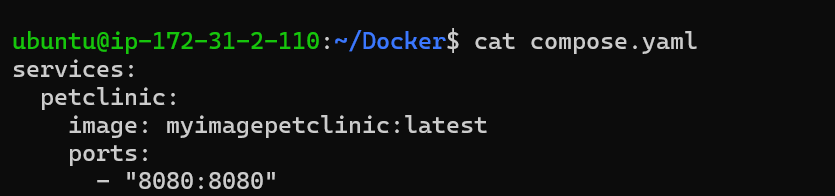 ubuntu@ip-172-31-2-110:~/Docker$ cat compose.yaml
services:
  petclinic:
    image: myimagepetclinic:latest
    ports:
      - "8080:8080"